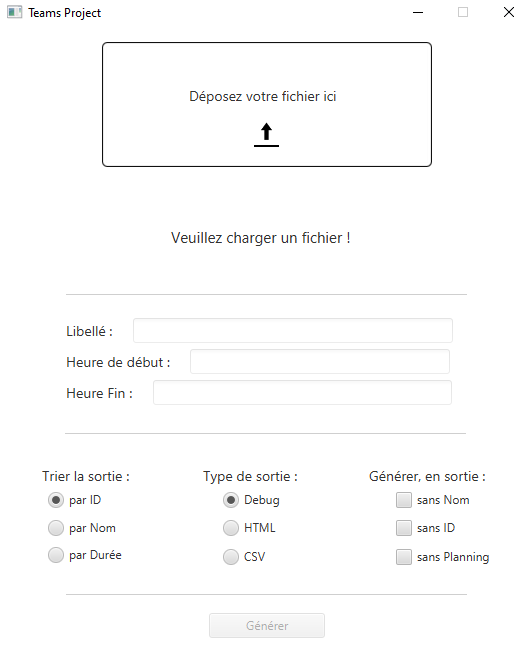 Teams Project
Déposez votre fichier ici
Veuillez charger un fichier !
Libellé :
Heure de début :
Heure Fin :
Trier la sortie : Type de sortie : Générer, en sortie :
par ID Debug sans Nom
par Nom HTML sans ID
par Durée CSV sans Planning
Générer